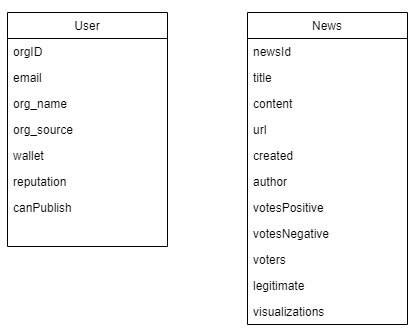 User
orgID
email
org_name
org_source
wallet
reputation
canPublish
News
newsId
title
content
url
created
author
votesPositive
votesNegative
voters
legitimate
visualizations